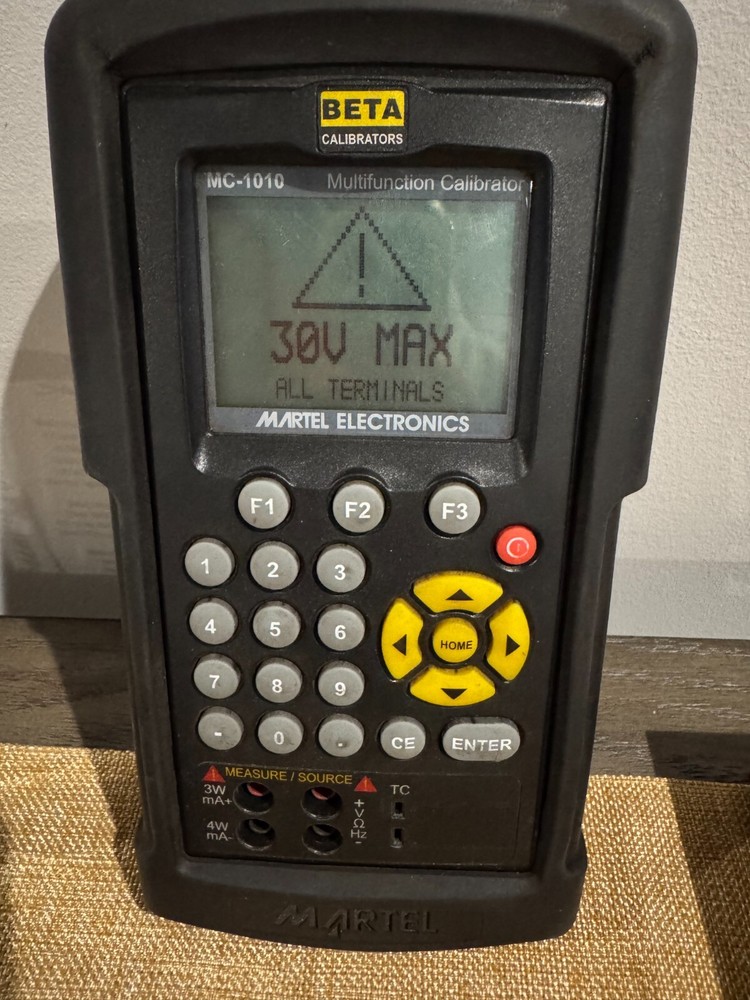 BETA
CALIBRATORS
MC-1010 Multifunction Calibrator
30V MAX
ALL TERMINALS
MARTEL ELECTRONICS
F1 F2 F3
1 2 3
4 5 6
HOME
7 8 9
- 0 . CE ENTER
MEASURE / SOURCE
3W
mA+
TC
+
V
Ω
Hz
-
4W
mA-
MARTEL